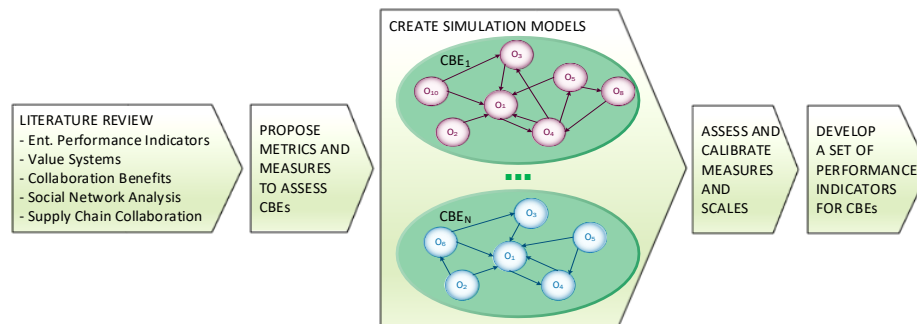 LITERATURE REVIEW
- Ent. Performance Indicators
- Value Systems
- Collaboration Benefits
- Social Network Analysis
- Supply Chain Collaboration
PROPOSE
METRICS AND
MEASURES
TO ASSESS
CBEs
CREATE SIMULATION MODELS
CBE₁
O₃
O₅
O₁₀
O₈
O₁
O₂
O₄
CBE_N
O₃
O₆
O₅
O₁
O₂
O₄
ASSESS AND
CALIBRATE
MEASURES
AND
SCALES
DEVELOP
A SET OF
PERFORMANCE
INDICATORS
FOR CBEs